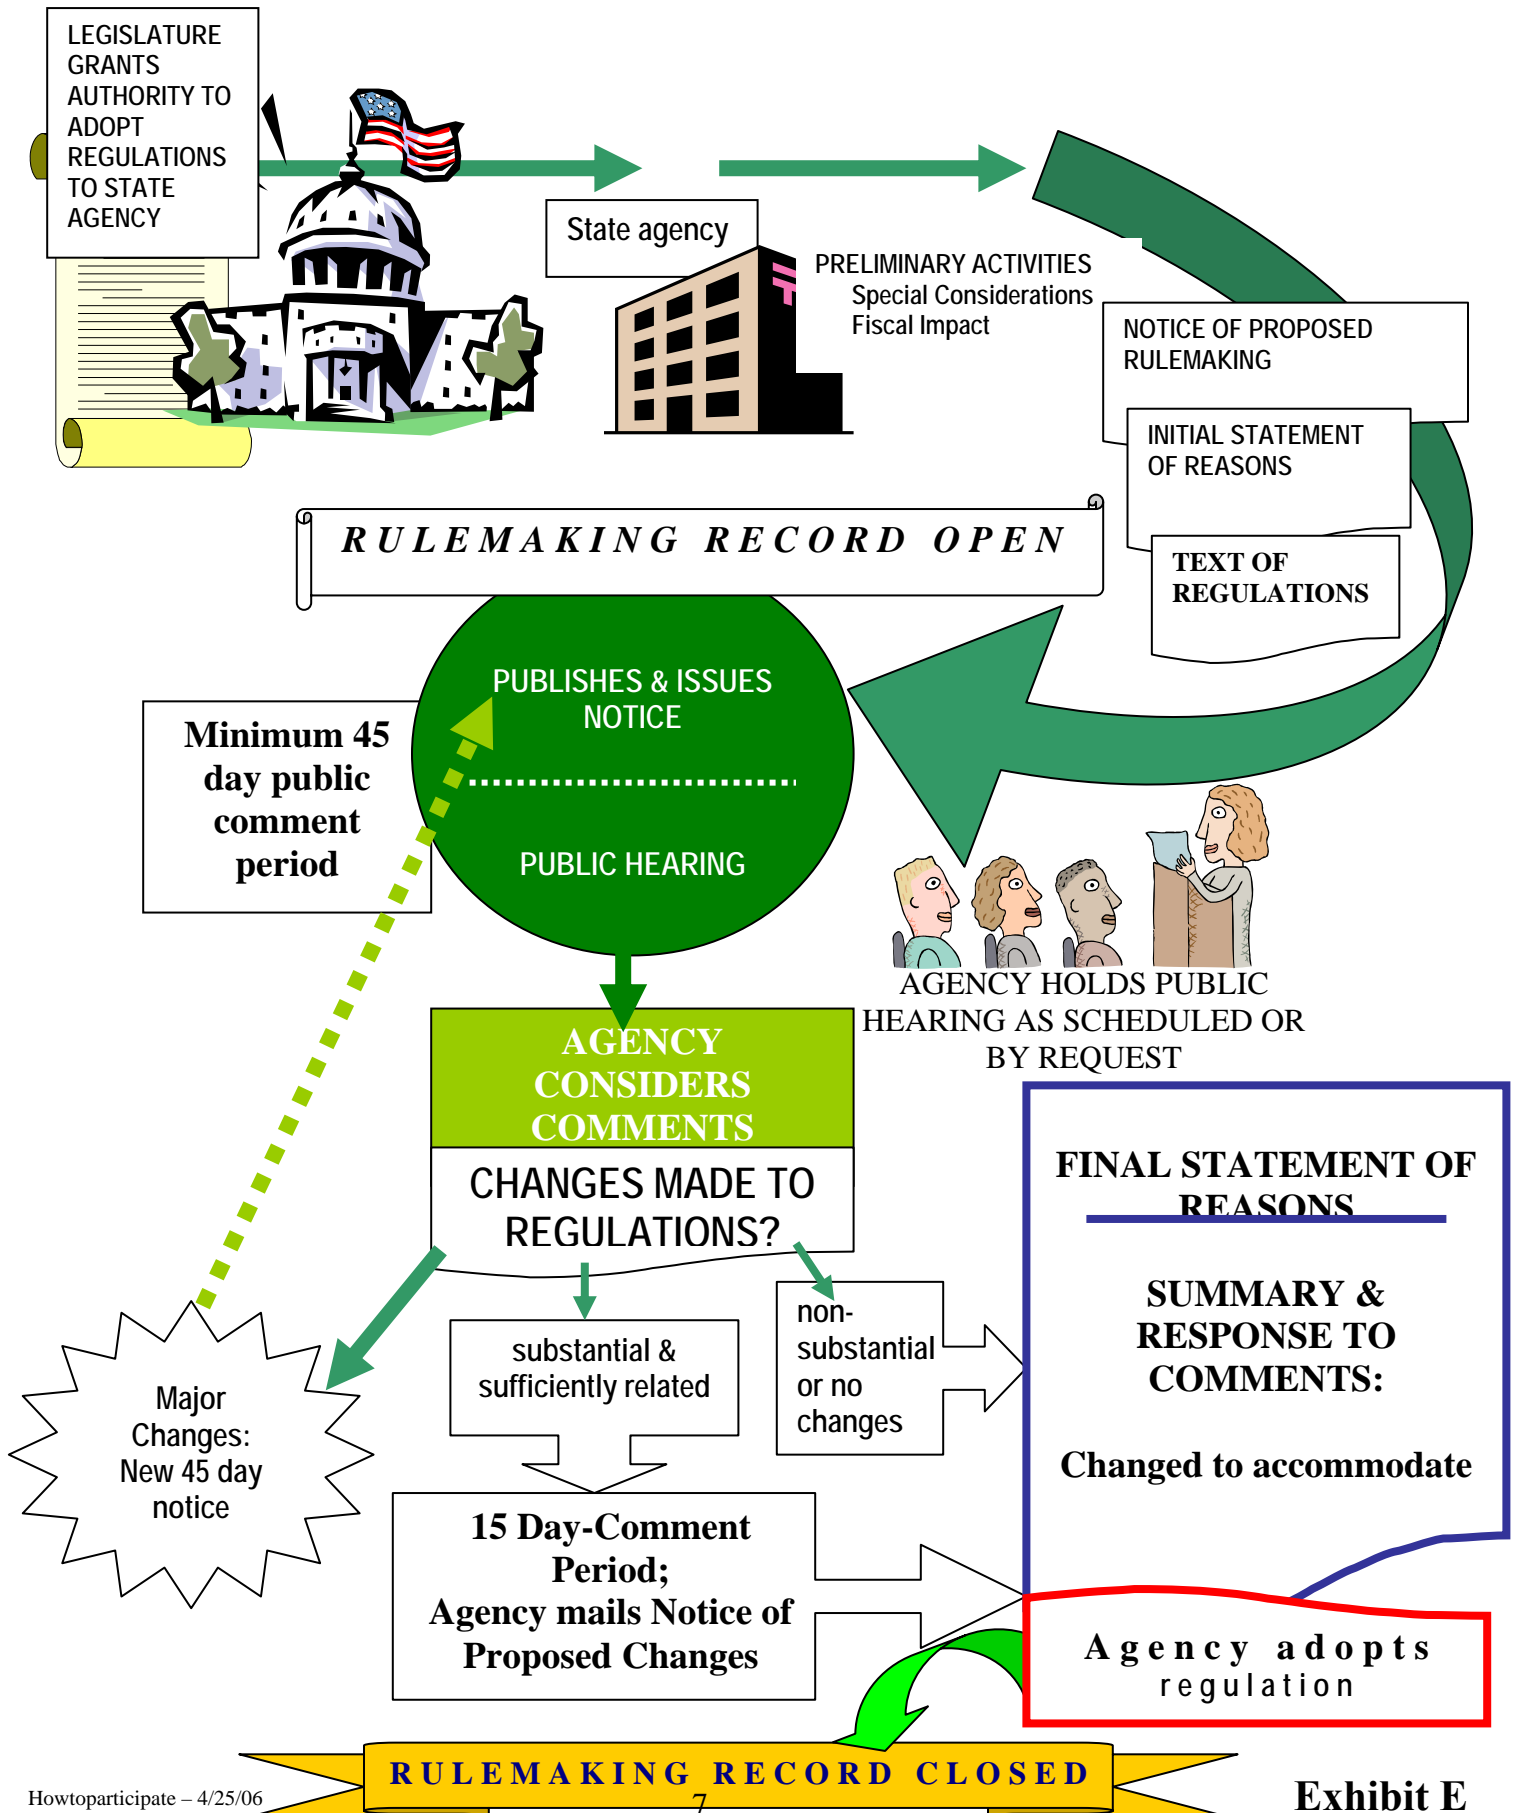 LEGISLATURE
GRANTS
AUTHORITY TO
ADOPT
REGULATIONS
TO STATE
AGENCY
State agency
PRELIMINARY ACTIVITIES
Special Considerations
Fiscal Impact
NOTICE OF PROPOSED
RULEMAKING
INITIAL STATEMENT
OF REASONS
TEXT OF
REGULATIONS
RULEMAKING RECORD OPEN
PUBLISHES & ISSUES
NOTICE
PUBLIC HEARING
Minimum 45
day public
comment
period
AGENCY HOLDS PUBLIC
HEARING AS SCHEDULED OR
BY REQUEST
AGENCY
CONSIDERS
COMMENTS
CHANGES MADE TO
REGULATIONS?
Major
Changes:
New 45 day
notice
substantial &
sufficiently related
non-
substantial
or no
changes
15 Day-Comment
Period;
Agency mails Notice of
Proposed Changes
FINAL STATEMENT OF
REASONS
SUMMARY &
RESPONSE TO
COMMENTS:
Changed to accommodate
Agency adopts
regulation
RULEMAKING RECORD CLOSED
Howtoparticipate – 4/25/06
7
Exhibit E